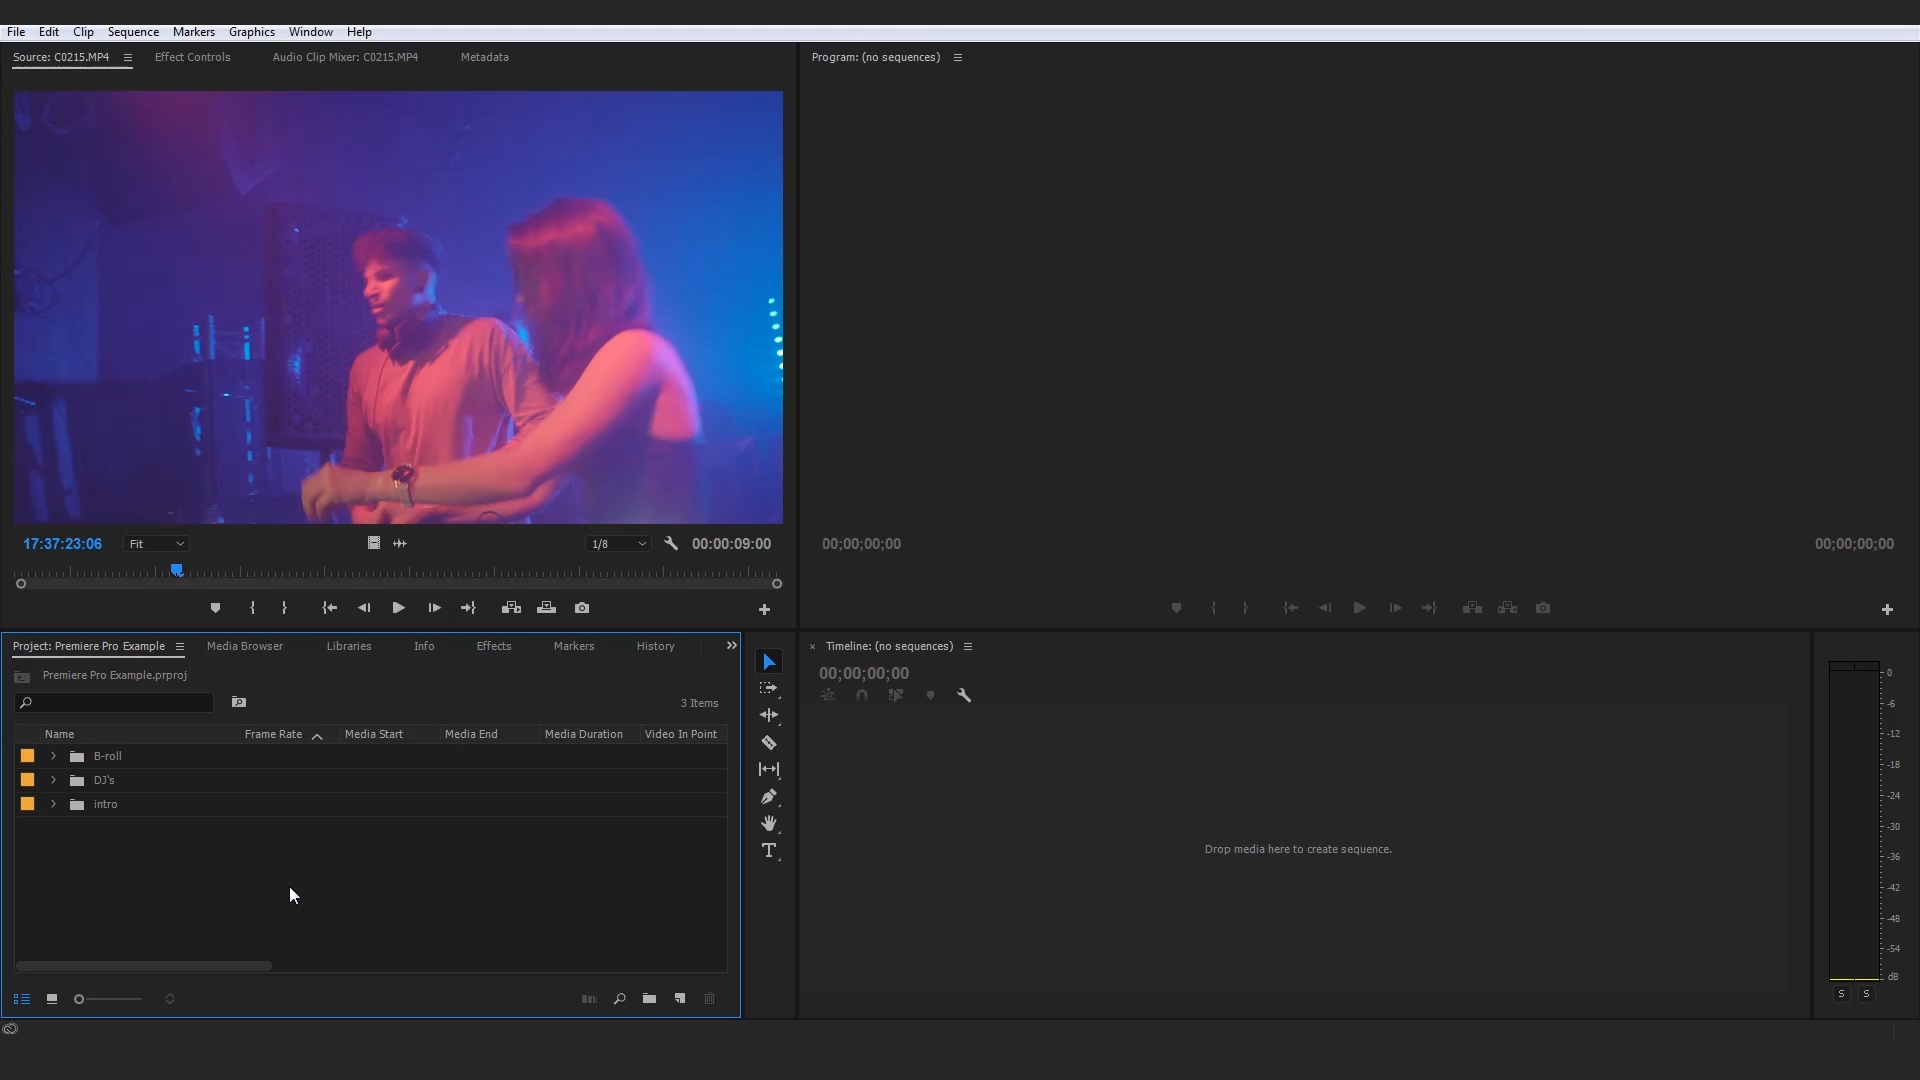 File Edit Clip Sequence Markers Graphics Window Help
Source: C0215.MP4 Effect Controls Audio Clip Mixer: C0215.MP4 Metadata
Program: (no sequences)
17:37:23:06 Fit 1/8 00:00:09:00
00;00;00;00 00;00;00;00
Project: Premiere Pro Example Media Browser Libraries Info Effects Markers History
Premiere Pro Example.prproj
3 Items
Name Frame Rate Media Start Media End Media Duration Video In Point
B-roll
DJ's
intro
T
Timeline: (no sequences)
00;00;00;00
Drop media here to create sequence.
0
-6
-12
-18
-24
-30
-36
-42
-48
-54
dB
S S